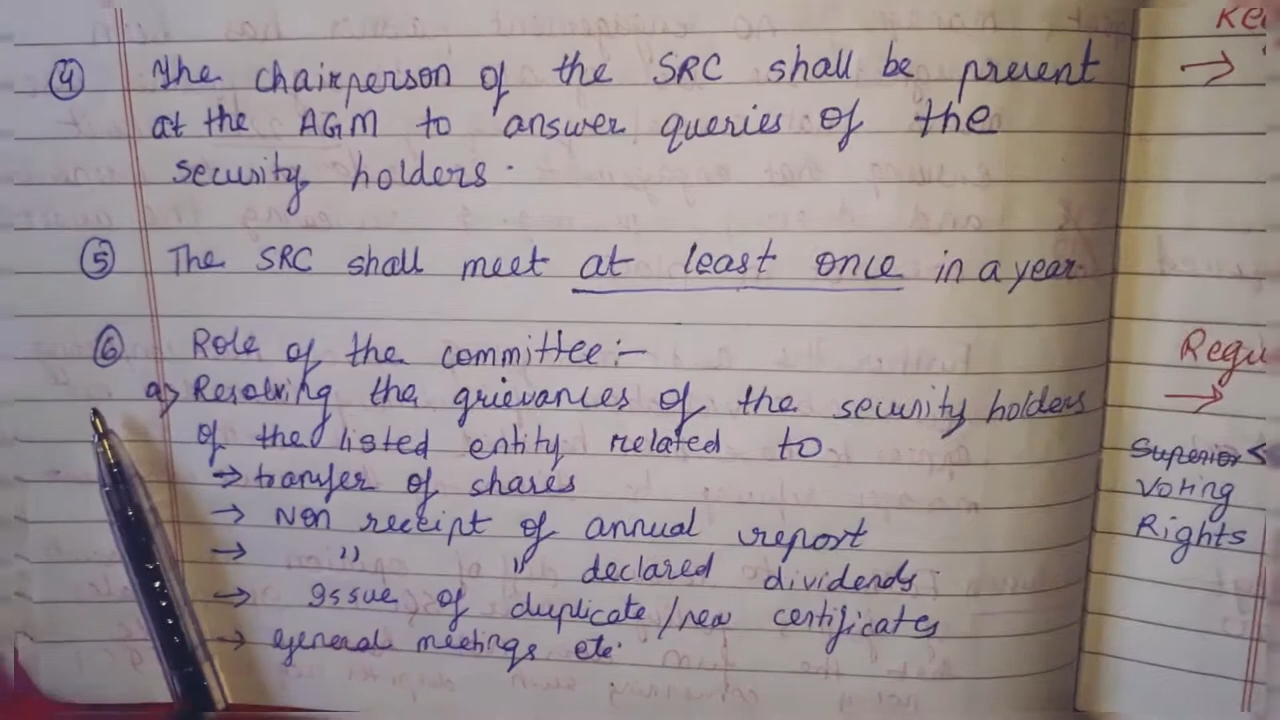 ④ The chairperson of the SRC shall be present
at the AGM to answer queries of the
security holders.
⑤ The SRC shall meet at least once in a year.
⑥ Role of the committee:-
a) Resolving the grievances of the security holders
of the listed entity related to
→ transfer of shares
→ Non receipt of annual report
→ " " declared dividends
→ Issue of duplicate/new certificates
→ general meetings etc.
→
Regu
→
Superior
Voting
Rights